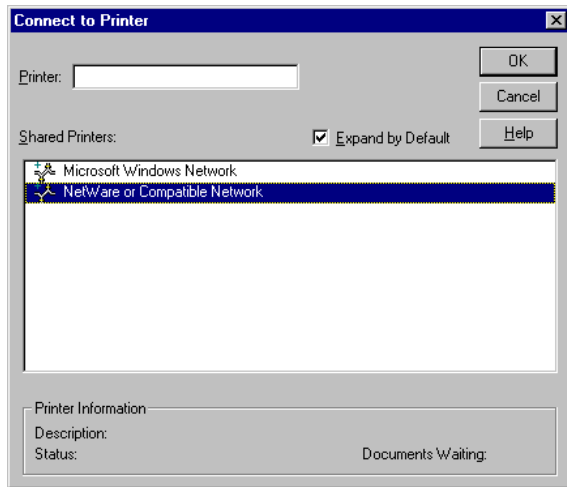 Connect to Printer
OK
Printer:
Cancel
Shared Printers:
Expand by Default
Help
Microsoft Windows Network
NetWare or Compatible Network
Printer Information
Description:
Status:
Documents Waiting: